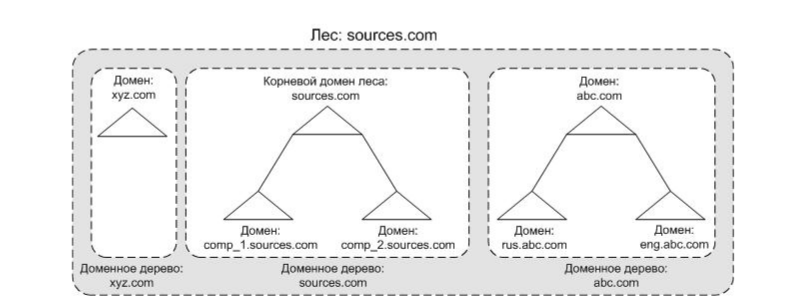 Лес: sources.com
Домен:
xyz.com
Корневой домен леса:
sources.com
Домен:
abc.com
Домен:
comp_1.sources.com
Домен:
comp_2.sources.com
Домен:
rus.abc.com
Домен:
eng.abc.com
Доменное дерево:
xyz.com
Доменное дерево:
sources.com
Доменное дерево:
abc.com